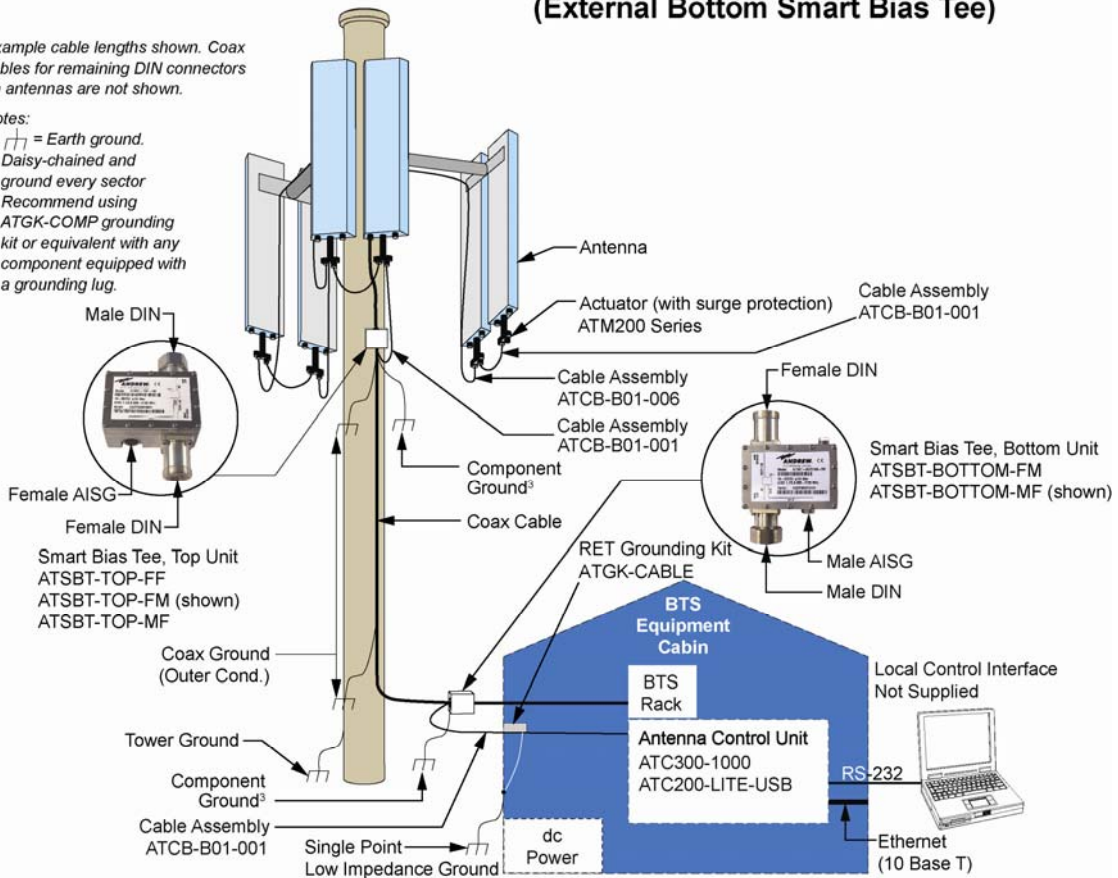 (External Bottom Smart Bias Tee)
ample cable lengths shown. Coax
bles for remaining DIN connectors
antennas are not shown.
otes:
= Earth ground.
Daisy-chained and
ground every sector
Recommend using
ATGK-COMP grounding
kit or equivalent with any
component equipped with
a grounding lug.
Male DIN
ANDREW
Female AISG
Female DIN
Smart Bias Tee, Top Unit
ATSBT-TOP-FF
ATSBT-TOP-FM (shown)
ATSBT-TOP-MF
Antenna
Actuator (with surge protection)
ATM200 Series
Cable Assembly
ATCB-B01-001
Cable Assembly
ATCB-B01-006
Cable Assembly
ATCB-B01-001
Component
Ground³
Coax Cable
Female DIN
ANDREW
Smart Bias Tee, Bottom Unit
ATSBT-BOTTOM-FM
ATSBT-BOTTOM-MF (shown)
Male AISG
Male DIN
RET Grounding Kit
ATGK-CABLE
BTS
Equipment
Cabin
BTS
Rack
Antenna Control Unit
ATC300-1000
ATC200-LITE-USB
Local Control Interface
Not Supplied
RS-232
Ethernet
(10 Base T)
dc
Power
Coax Ground
(Outer Cond.)
Tower Ground
Component
Ground³
Cable Assembly
ATCB-B01-001
Single Point
Low Impedance Ground